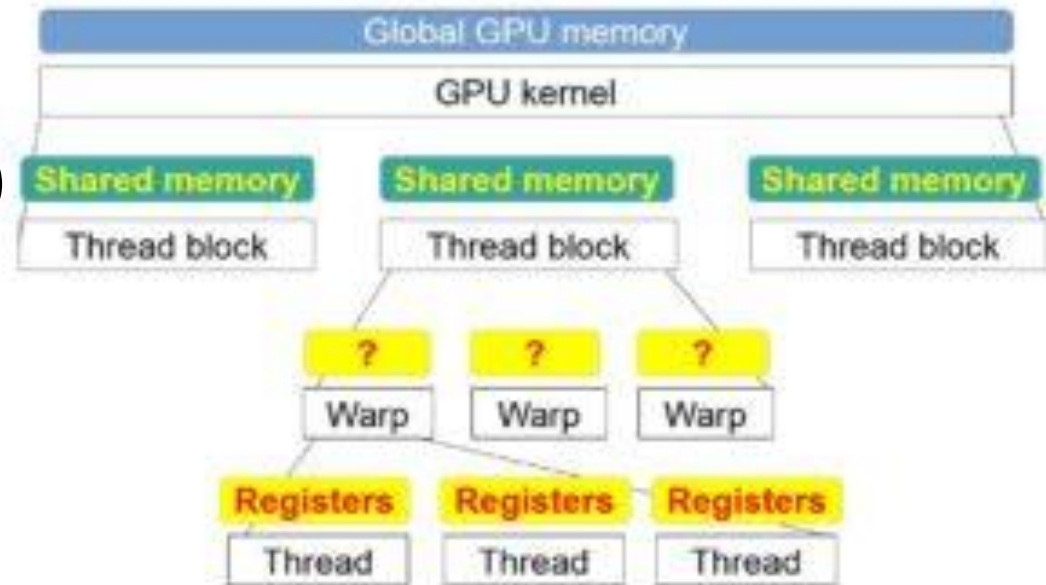 Global GPU memory
GPU kernel
Shared memory Shared memory Shared memory
Thread block Thread block Thread block
? ? ?
Warp Warp Warp
Registers Registers Registers
Thread Thread Thread